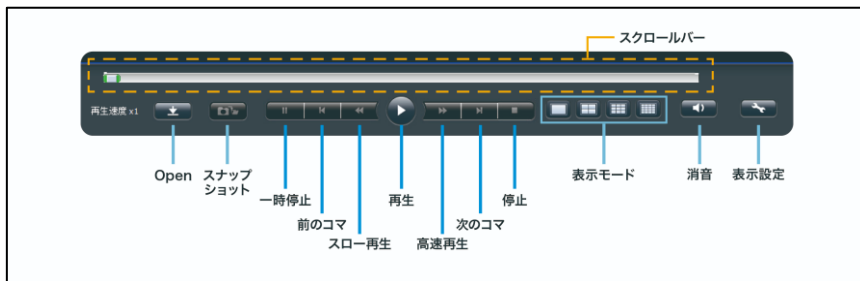 スクロールバー
再生速度 x1
Open
スナップ
ショット
一時停止
前のコマ
スロー再生
再生
高速再生
次のコマ
停止
表示モード
消音
表示設定